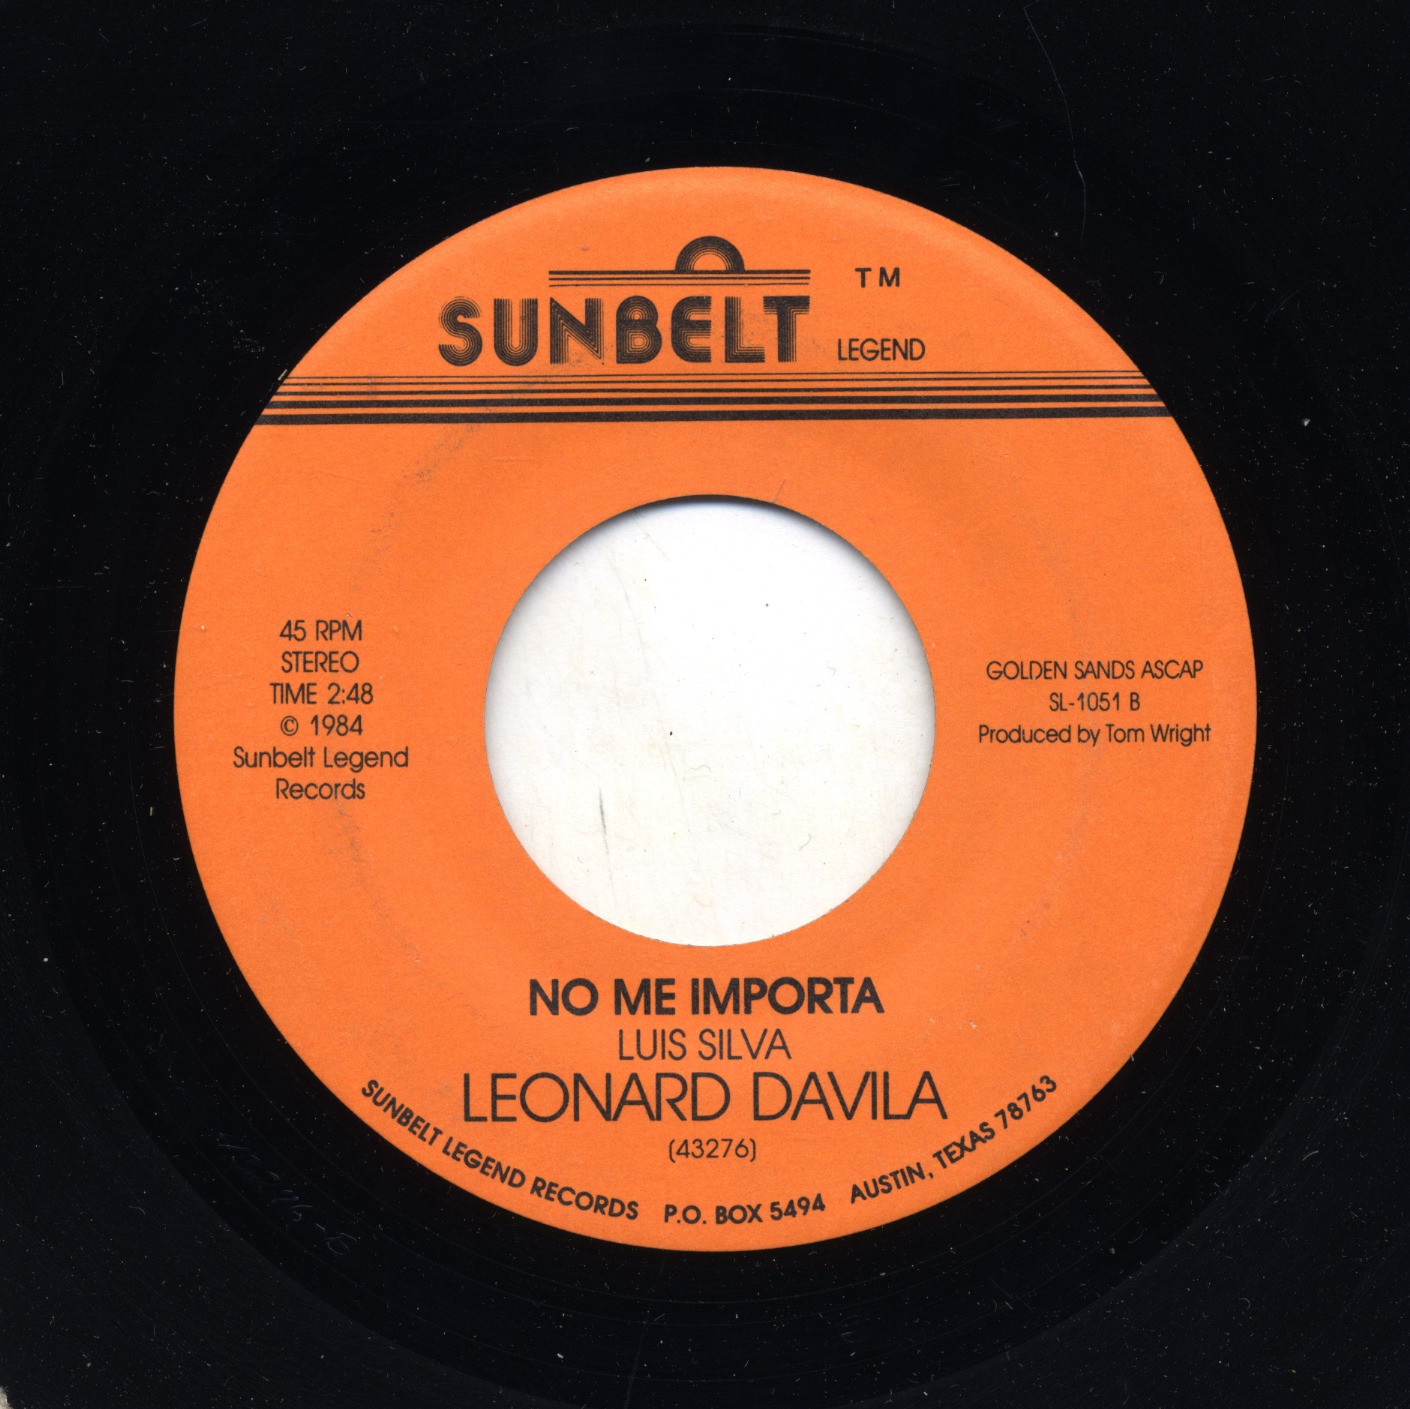 SUNBELT TM
LEGEND
45 RPM
STEREO
TIME 2:48
© 1984
Sunbelt Legend
Records
GOLDEN SANDS ASCAP
SL-1051 B
Produced by Tom Wright
NO ME IMPORTA
LUIS SILVA
LEONARD DAVILA
(43276)
SUNBELT LEGEND RECORDS P.O. BOX 5494 AUSTIN, TEXAS 78763